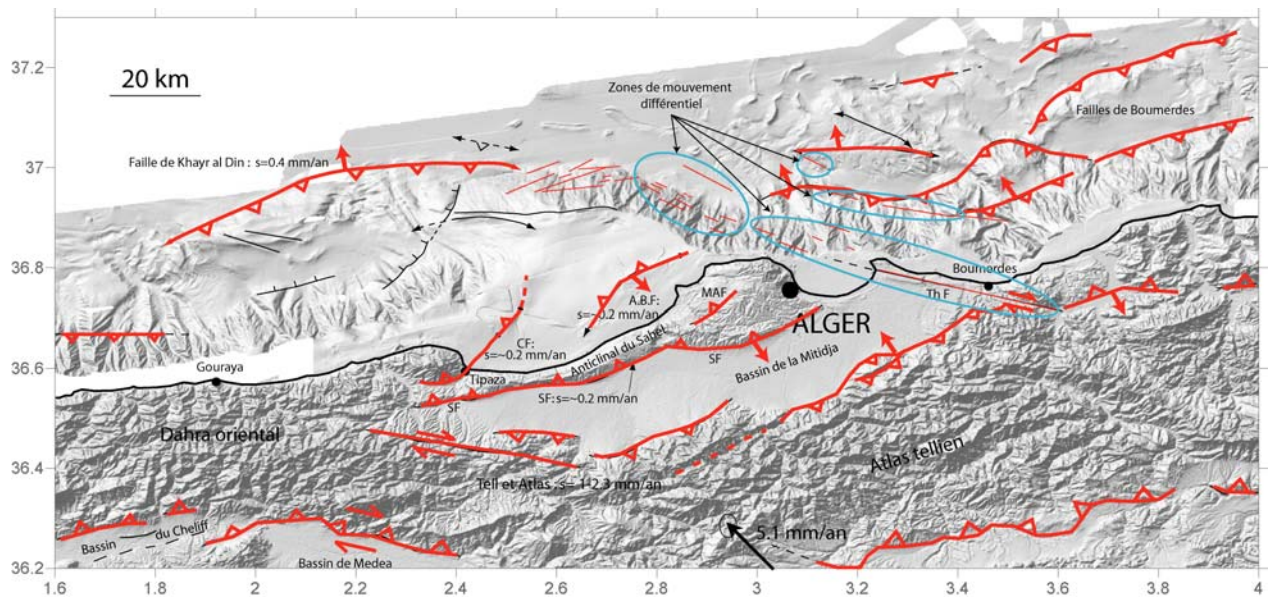 37.2
37
36.8
36.6
36.4
36.2
20 km
Zones de mouvement
différentiel
Failles de Boumerdes
Faille de Khayr al Din : s=0.4 mm/an
Boumerdes
Th F
MAF
A.B.F:
s=~0.2 mm/an
ALGER
CF:
s=~0.2 mm/an
Anticlinal du Sahel
SF
Bassin de la Mitidja
Gouraya
Tipaza
SF
SF: s=~0.2 mm/an
Dahra oriental
Atlas tellien
Tell et Atlas : s= 1-2.3 mm/an
5.1 mm/an
Bassin du Cheliff
Bassin de Medea
1.6 1.8 2 2.2 2.4 2.6 2.8 3 3.2 3.4 3.6 3.8 4